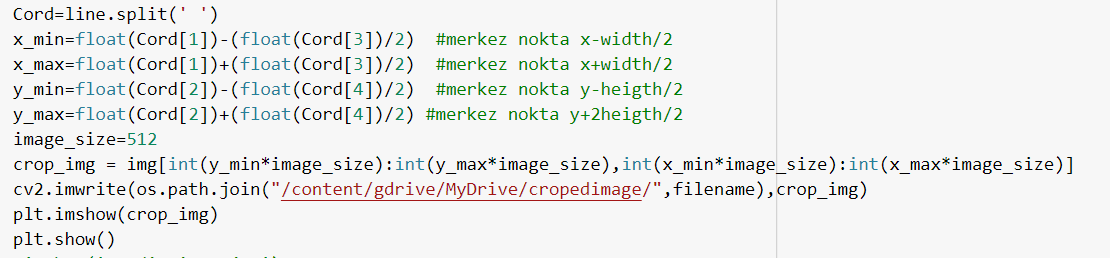 Cord=line.split(' ')
x_min=float(Cord[1])-(float(Cord[3])/2)  #merkez nokta x-width/2
x_max=float(Cord[1])+(float(Cord[3])/2)  #merkez nokta x+width/2
y_min=float(Cord[2])-(float(Cord[4])/2)  #merkez nokta y-heigth/2
y_max=float(Cord[2])+(float(Cord[4])/2) #merkez nokta y+2heigth/2
image_size=512
crop_img = img[int(y_min*image_size):int(y_max*image_size),int(x_min*image_size):int(x_max*image_size)]
cv2.imwrite(os.path.join("/content/gdrive/MyDrive/cropedimage/",filename),crop_img)
plt.imshow(crop_img)
plt.show()